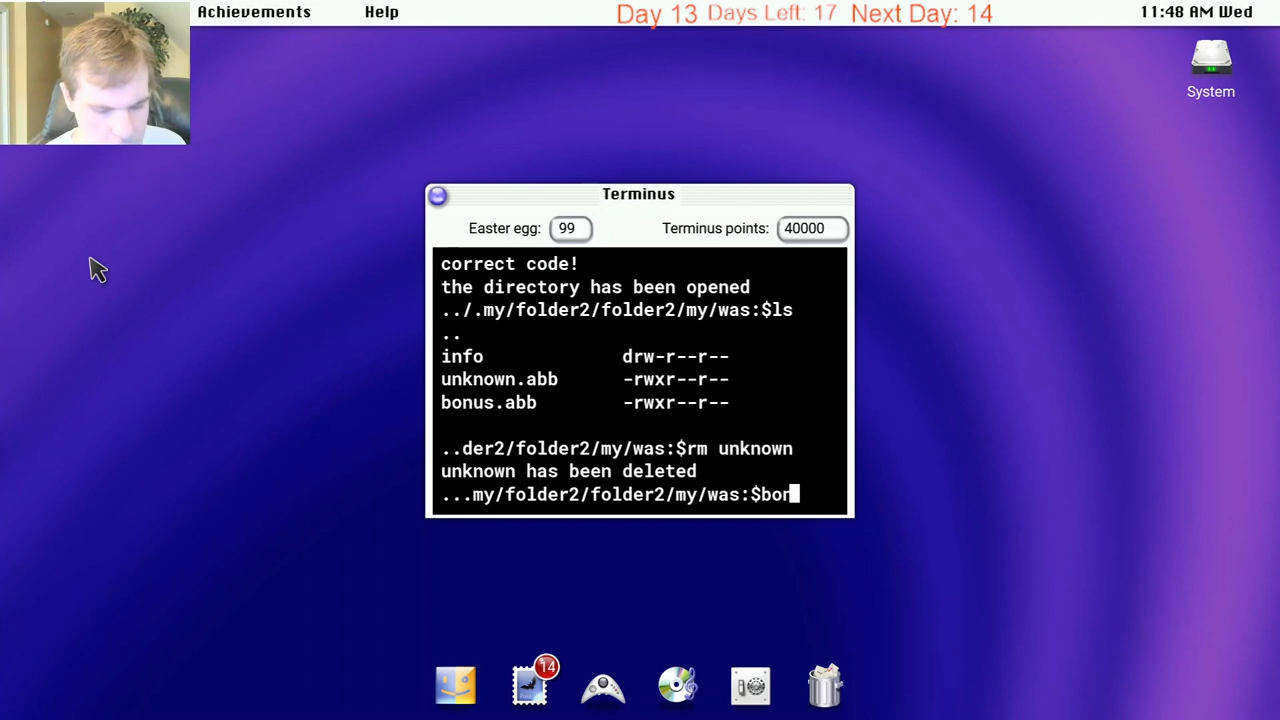 Achievements Help Day 13 Days Left: 17 Next Day: 14 11:48 AM Wed
System
Terminus
Easter egg: 99 Terminus points: 40000
correct code!
the directory has been opened
../.my/folder2/folder2/my/was:$ls
..
info drw-r--r--
unknown.abb -rwxr--r--
bonus.abb -rwxr--r--
..der2/folder2/my/was:$rm unknown
unknown has been deleted
...my/folder2/folder2/my/was:$bon
14